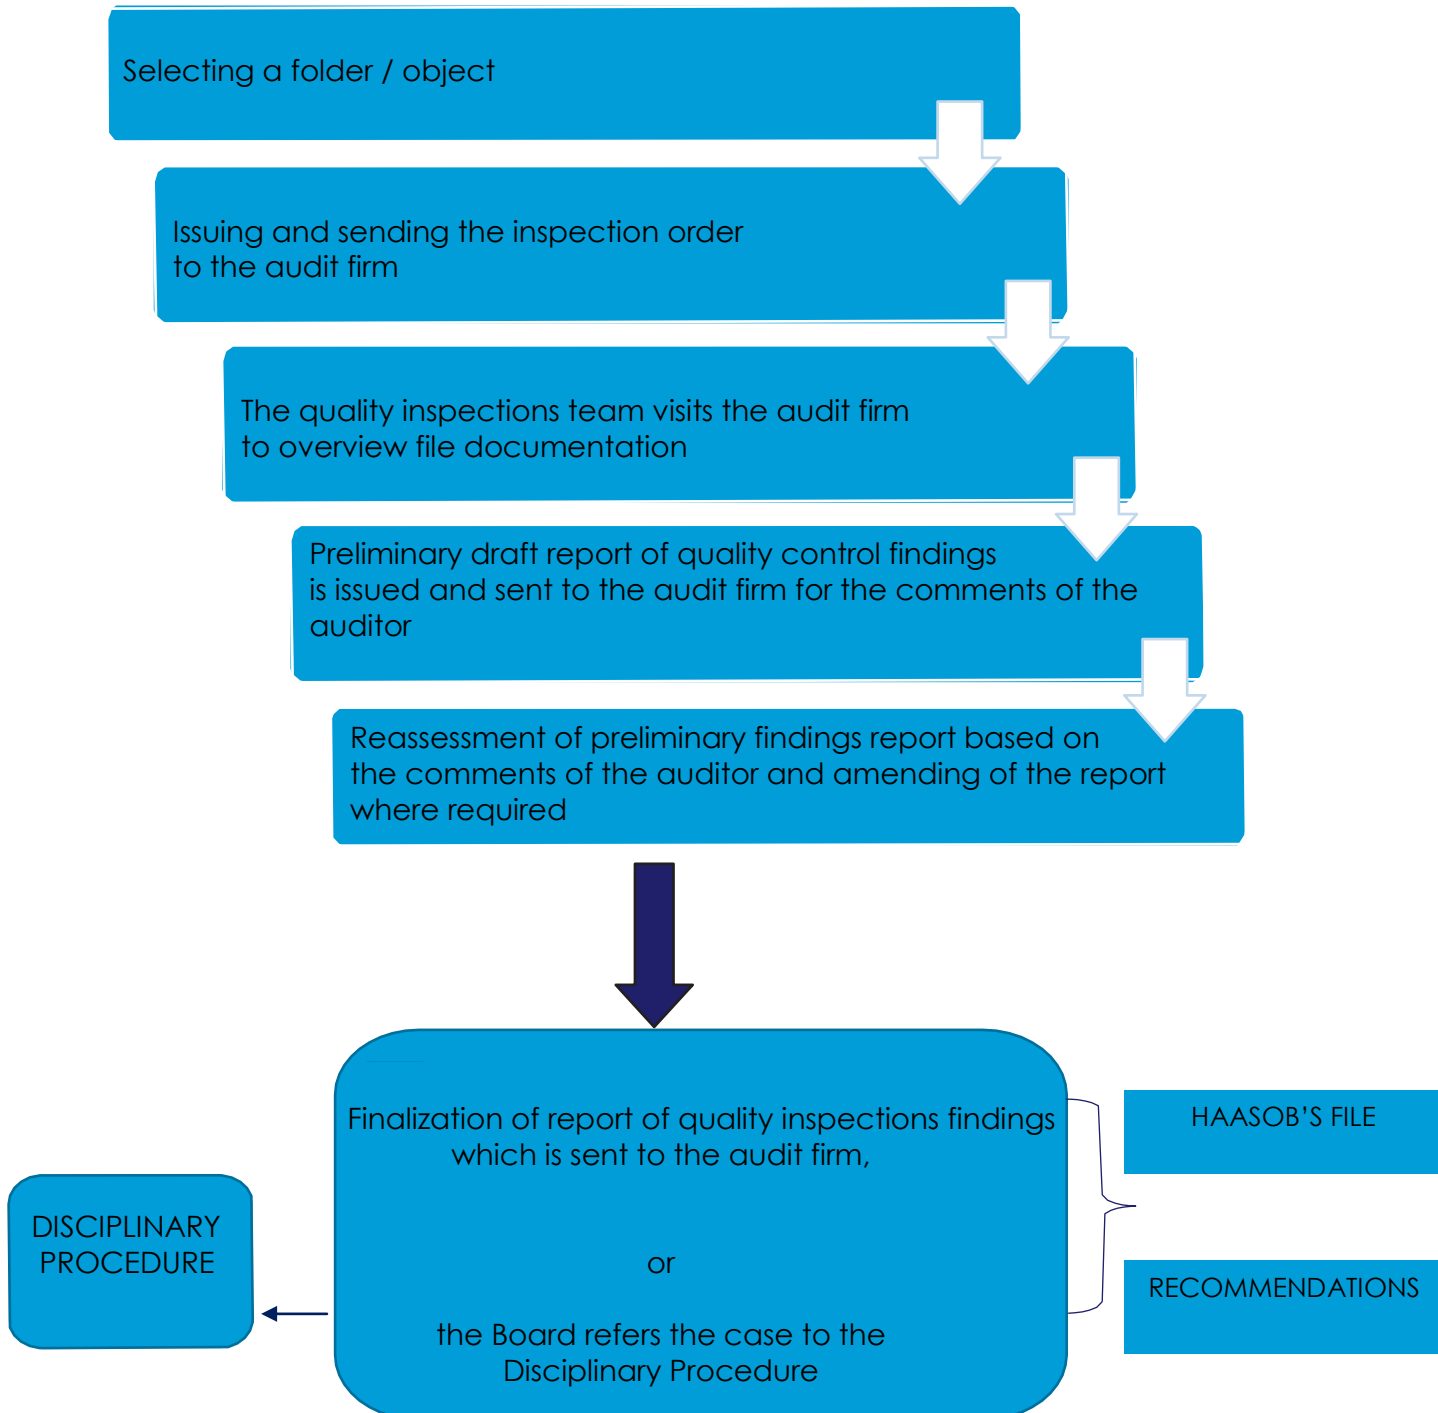 Selecting a folder / object
Issuing and sending the inspection order
to the audit firm
The quality inspections team visits the audit firm
to overview file documentation
Preliminary draft report of quality control findings
is issued and sent to the audit firm for the comments of the
auditor
Reassessment of preliminary findings report based on
the comments of the auditor and amending of the report
where required
Finalization of report of quality inspections findings
which is sent to the audit firm,
or
the Board refers the case to the
Disciplinary Procedure
HAASOB’S FILE
RECOMMENDATIONS
DISCIPLINARY
PROCEDURE